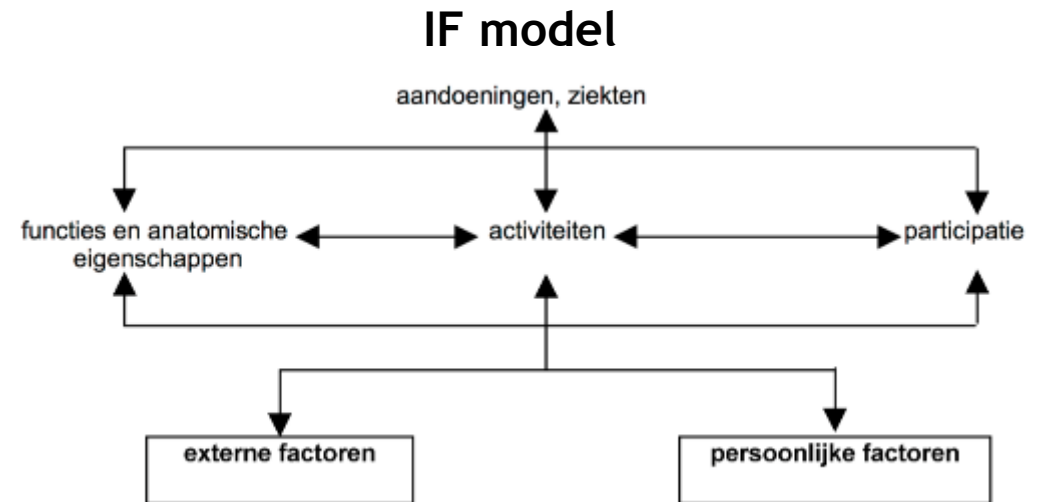 IF model
aandoeningen, ziekten
functies en anatomische
eigenschappen
activiteiten
participatie
externe factoren
persoonlijke factoren